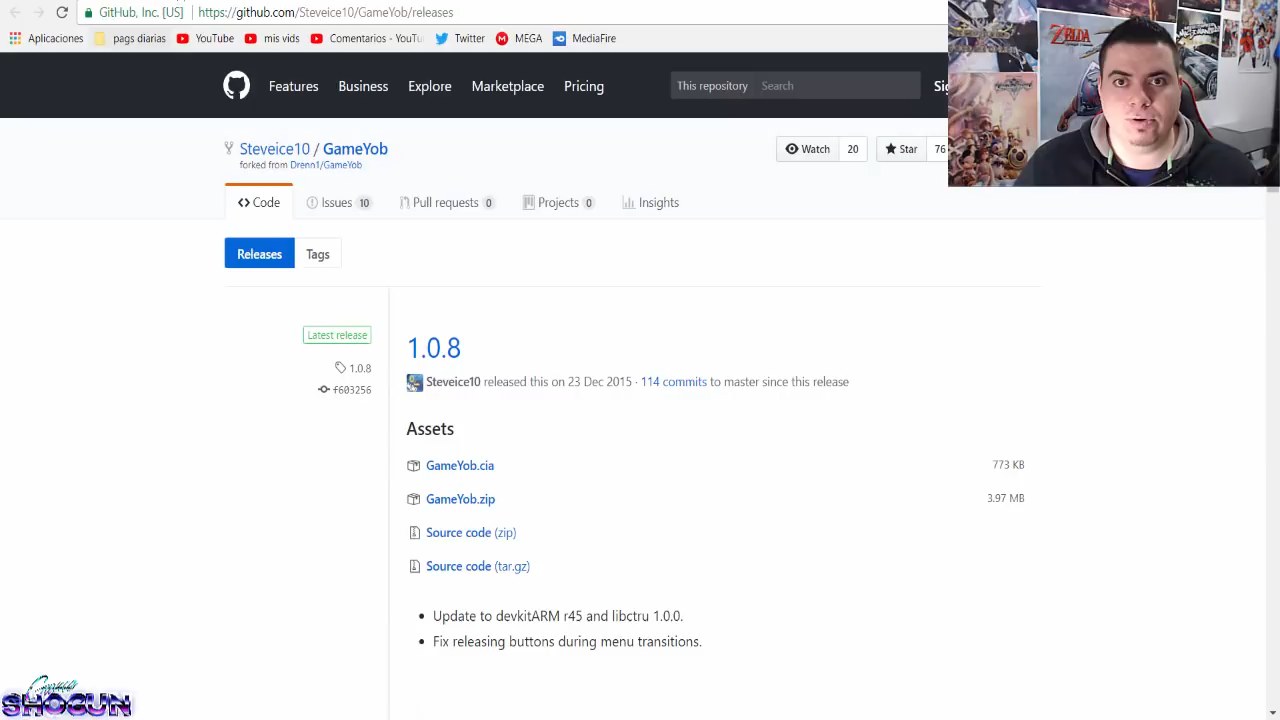 GitHub, Inc. [US] https://github.com/Steveice10/GameYob/releases
Aplicaciones pags diarias YouTube mis vids Comentarios - YouTu Twitter MEGA MediaFire
Features Business Explore Marketplace Pricing This repository Search
Steveice10 / GameYob Watch 20 Star 76
forked from Drenn1/GameYob
Code Issues 10 Pull requests 0 Projects 0 Insights
Releases Tags
Latest release
1.0.8
1.0.8
f603256
Steveice10 released this on 23 Dec 2015 · 114 commits to master since this release
Assets
GameYob.cia 773 KB
GameYob.zip 3.97 MB
Source code (zip)
Source code (tar.gz)
• Update to devkitARM r45 and libctru 1.0.0.
• Fix releasing buttons during menu transitions.
ZELDA
SHOGUN